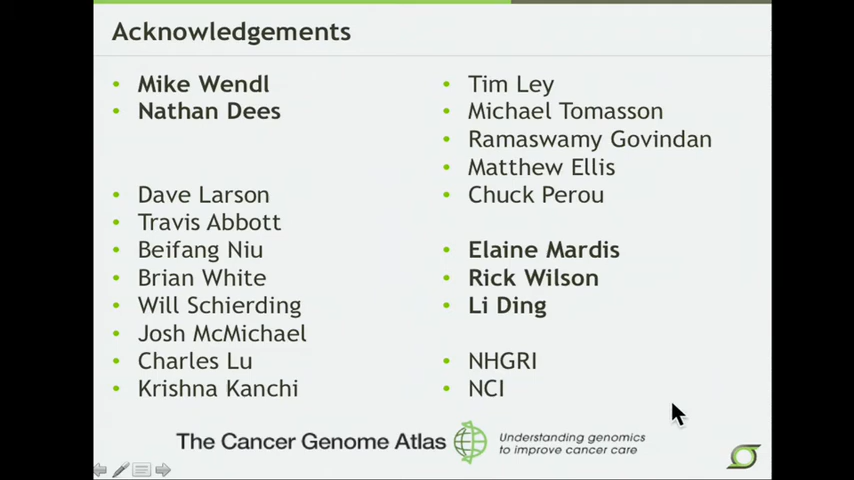 Acknowledgements
Mike Wendl
Nathan Dees
Dave Larson
Travis Abbott
Beifang Niu
Brian White
Will Schierding
Josh McMichael
Charles Lu
Krishna Kanchi
Tim Ley
Michael Tomasson
Ramaswamy Govindan
Matthew Ellis
Chuck Perou
Elaine Mardis
Rick Wilson
Li Ding
NHGRI
NCI
The Cancer Genome Atlas
Understanding genomics
to improve cancer care